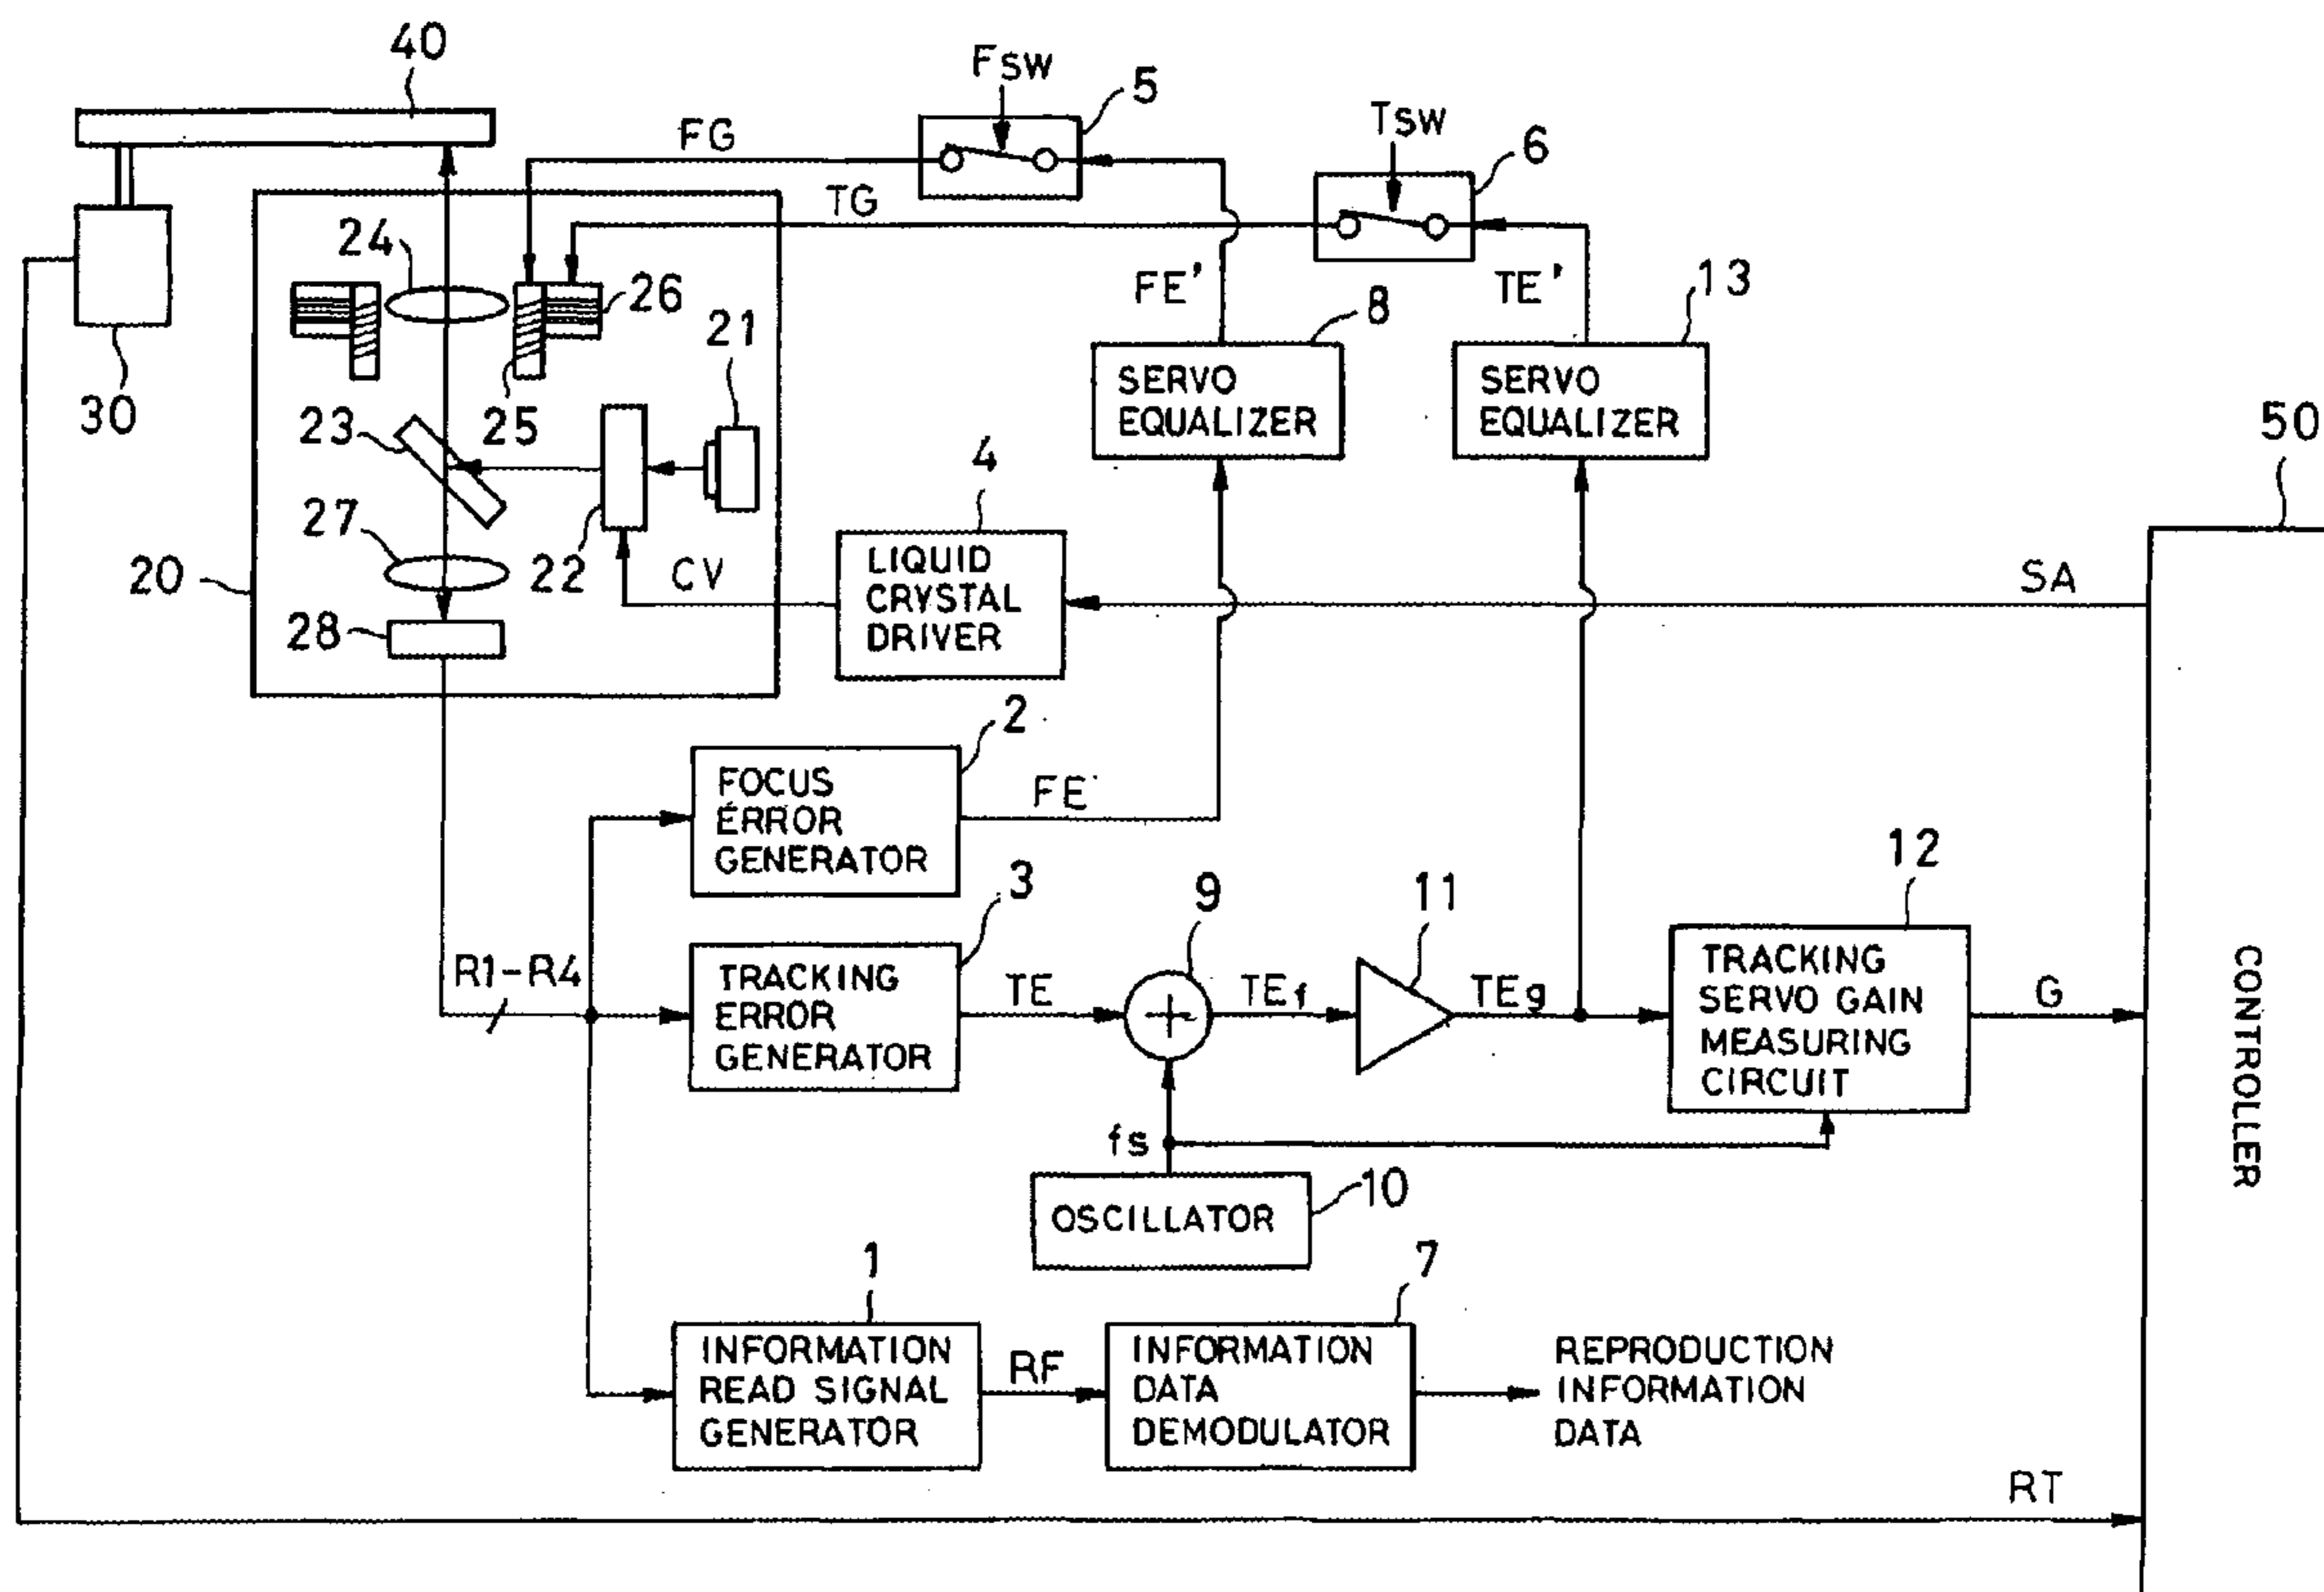 40
FSW
5
TSW
6
FG
TG
24
26
21
FE'
8
TE'
13
30
25
SERVO
EQUALIZER
SERVO
EQUALIZER
50
23
4
27
22
CV
LIQUID
CRYSTAL
DRIVER
SA
20
28
2
FOCUS
ERROR
GENERATOR
FE
12
3
9
11
R1-R4
TRACKING
ERROR
GENERATOR
TE
+
TEf
TEg
TRACKING
SERVO GAIN
MEASURING
CIRCUIT
G
CONTROLLER
fs
10
OSCILLATOR
1
7
INFORMATION
READ SIGNAL
GENERATOR
RF
INFORMATION
DATA
DEMODULATOR
REPRODUCTION
INFORMATION
DATA
RT